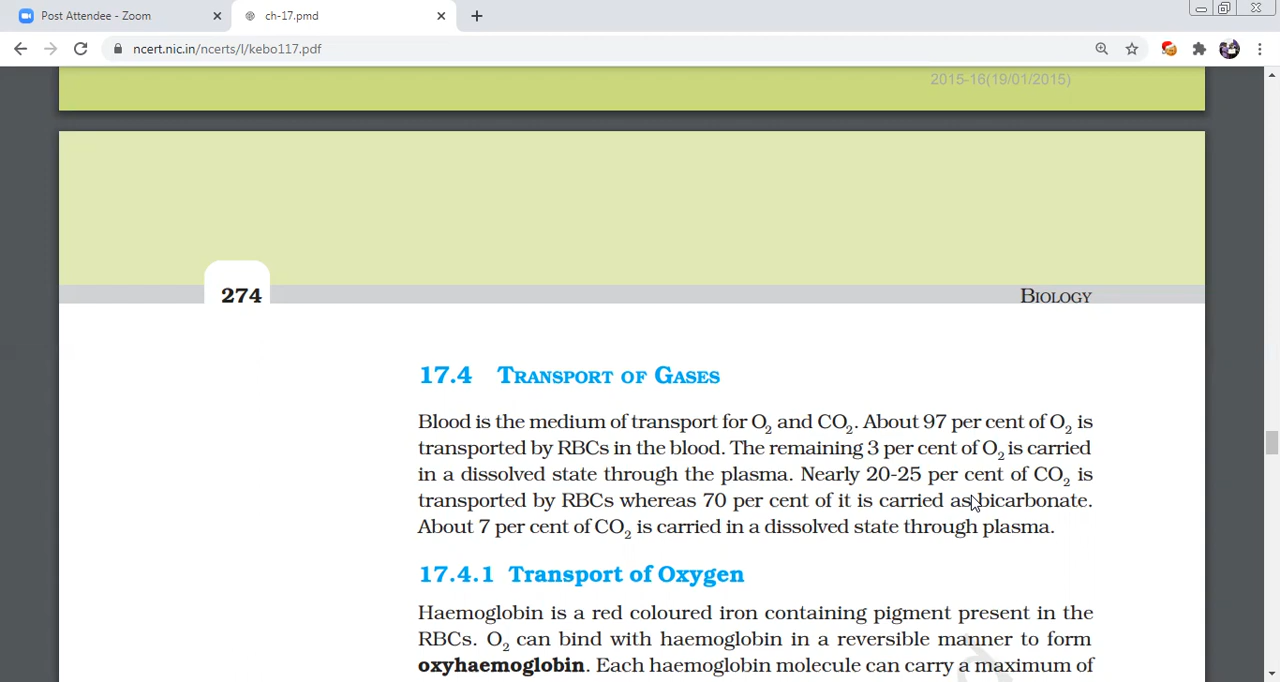 Post Attendee - Zoom
ch-17.pmd
ncert.nic.in/ncerts/l/kebo117.pdf
2015-16(19/01/2015)
274
BIOLOGY
17.4 TRANSPORT OF GASES
Blood is the medium of transport for O2 and CO2. About 97 per cent of O2 is
transported by RBCs in the blood. The remaining 3 per cent of O2 is carried
in a dissolved state through the plasma. Nearly 20-25 per cent of CO2 is
transported by RBCs whereas 70 per cent of it is carried as bicarbonate.
About 7 per cent of CO2 is carried in a dissolved state through plasma.
17.4.1 Transport of Oxygen
Haemoglobin is a red coloured iron containing pigment present in the
RBCs. O2 can bind with haemoglobin in a reversible manner to form
oxyhaemoglobin. Each haemoglobin molecule can carry a maximum of